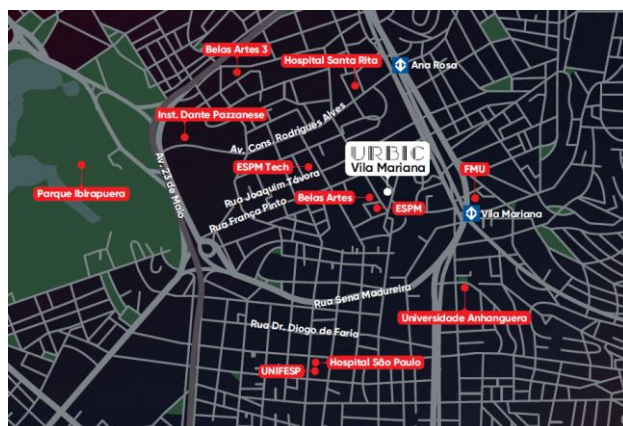 Belas Artes 3
Hospital Santa Rita
Ana Rosa
Inst. Dante Pazzanese
Av. Cons. Rodrigues Alves
URBIC
Vila Mariana
ESPM Tech
FMU
Parque Ibirapuera
Av. 23 de Maio
Rua Joaquim Távora
Belas Artes
ESPM
Rua França Pinto
Vila Mariana
Rua Sena Madureira
Universidade Anhanguera
Rua Dr. Diogo de Faria
Hospital São Paulo
UNIFESP